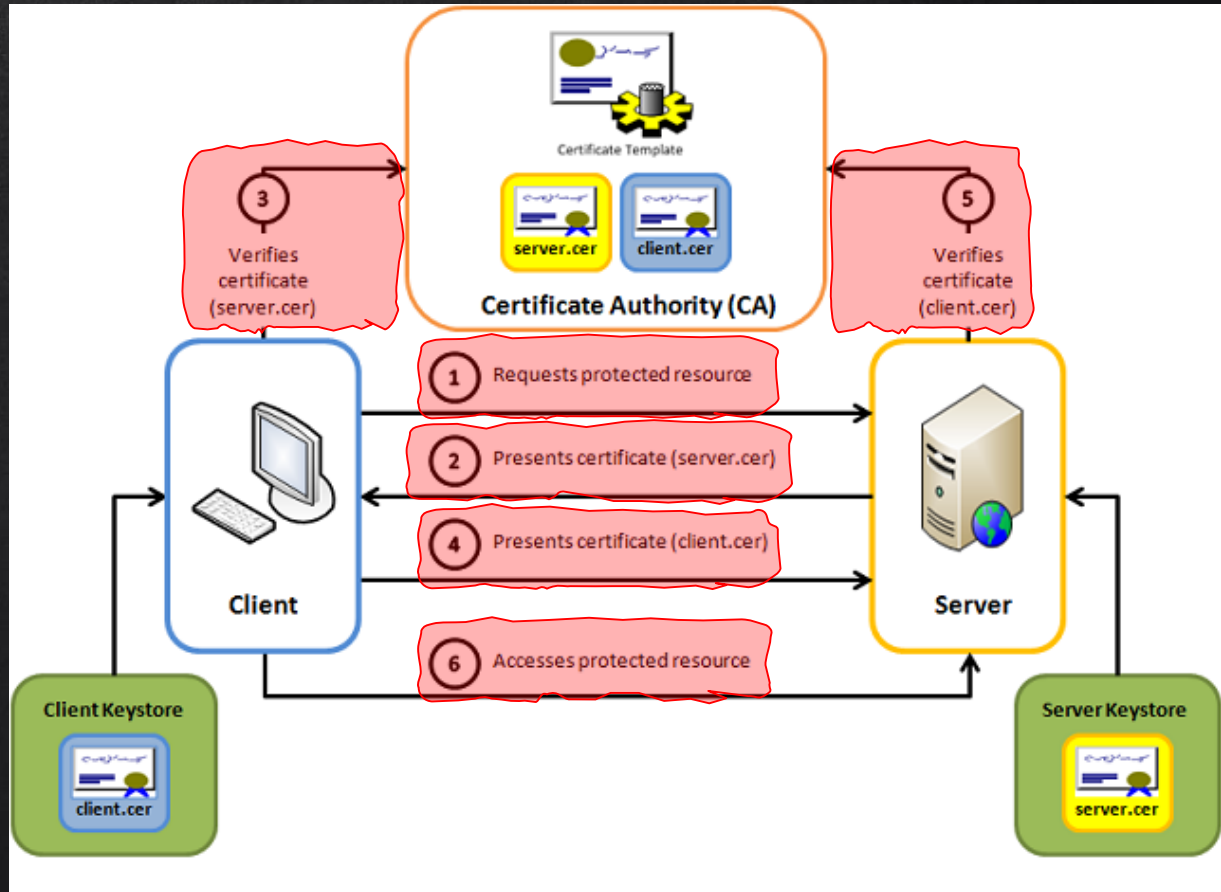 Certificate Template
server.cer
client.cer
Certificate Authority (CA)
3
Verifies
certificate
(server.cer)
5
Verifies
certificate
(client.cer)
1 Requests protected resource
2 Presents certificate (server.cer)
4 Presents certificate (client.cer)
6 Accesses protected resource
Client
Server
Client Keystore
client.cer
Server Keystore
server.cer